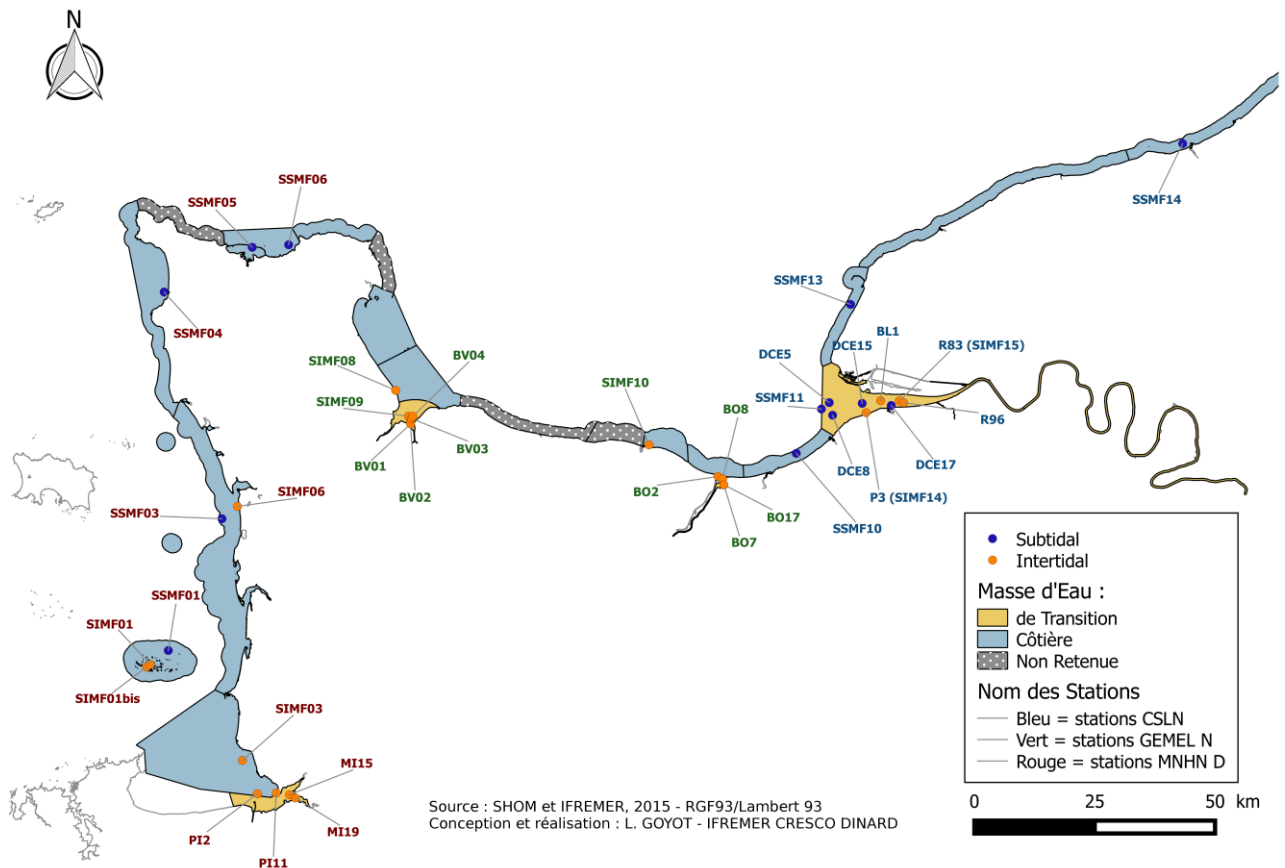 N
SSMF14
SSMF06
SSMF05
SSMF13
SSMF04
BL1
DCE15
R83 (SIMF15)
DCE5
BV04
SIMF08
SIMF10
SIMF09
SSMF11
BO8
R96
BV03
BV01
DCE8
DCE17
BV02
BO2
P3 (SIMF14)
SIMF06
SSMF03
BO17
SSMF10
BO7
SSMF01
SIMF01
SIMF01bis
SIMF03
MI15
PI2
MI19
PI11
Subtidal
Intertidal
Masse d'Eau :
de Transition
Côtière
Non Retenue
Nom des Stations
Bleu = stations CSLN
Vert = stations GEMEL N
Rouge = stations MNHN D
0 25 50 km
Source : SHOM et IFREMER, 2015 - RGF93/Lambert 93
Conception et réalisation : L. GOYOT - IFREMER CRESCO DINARD